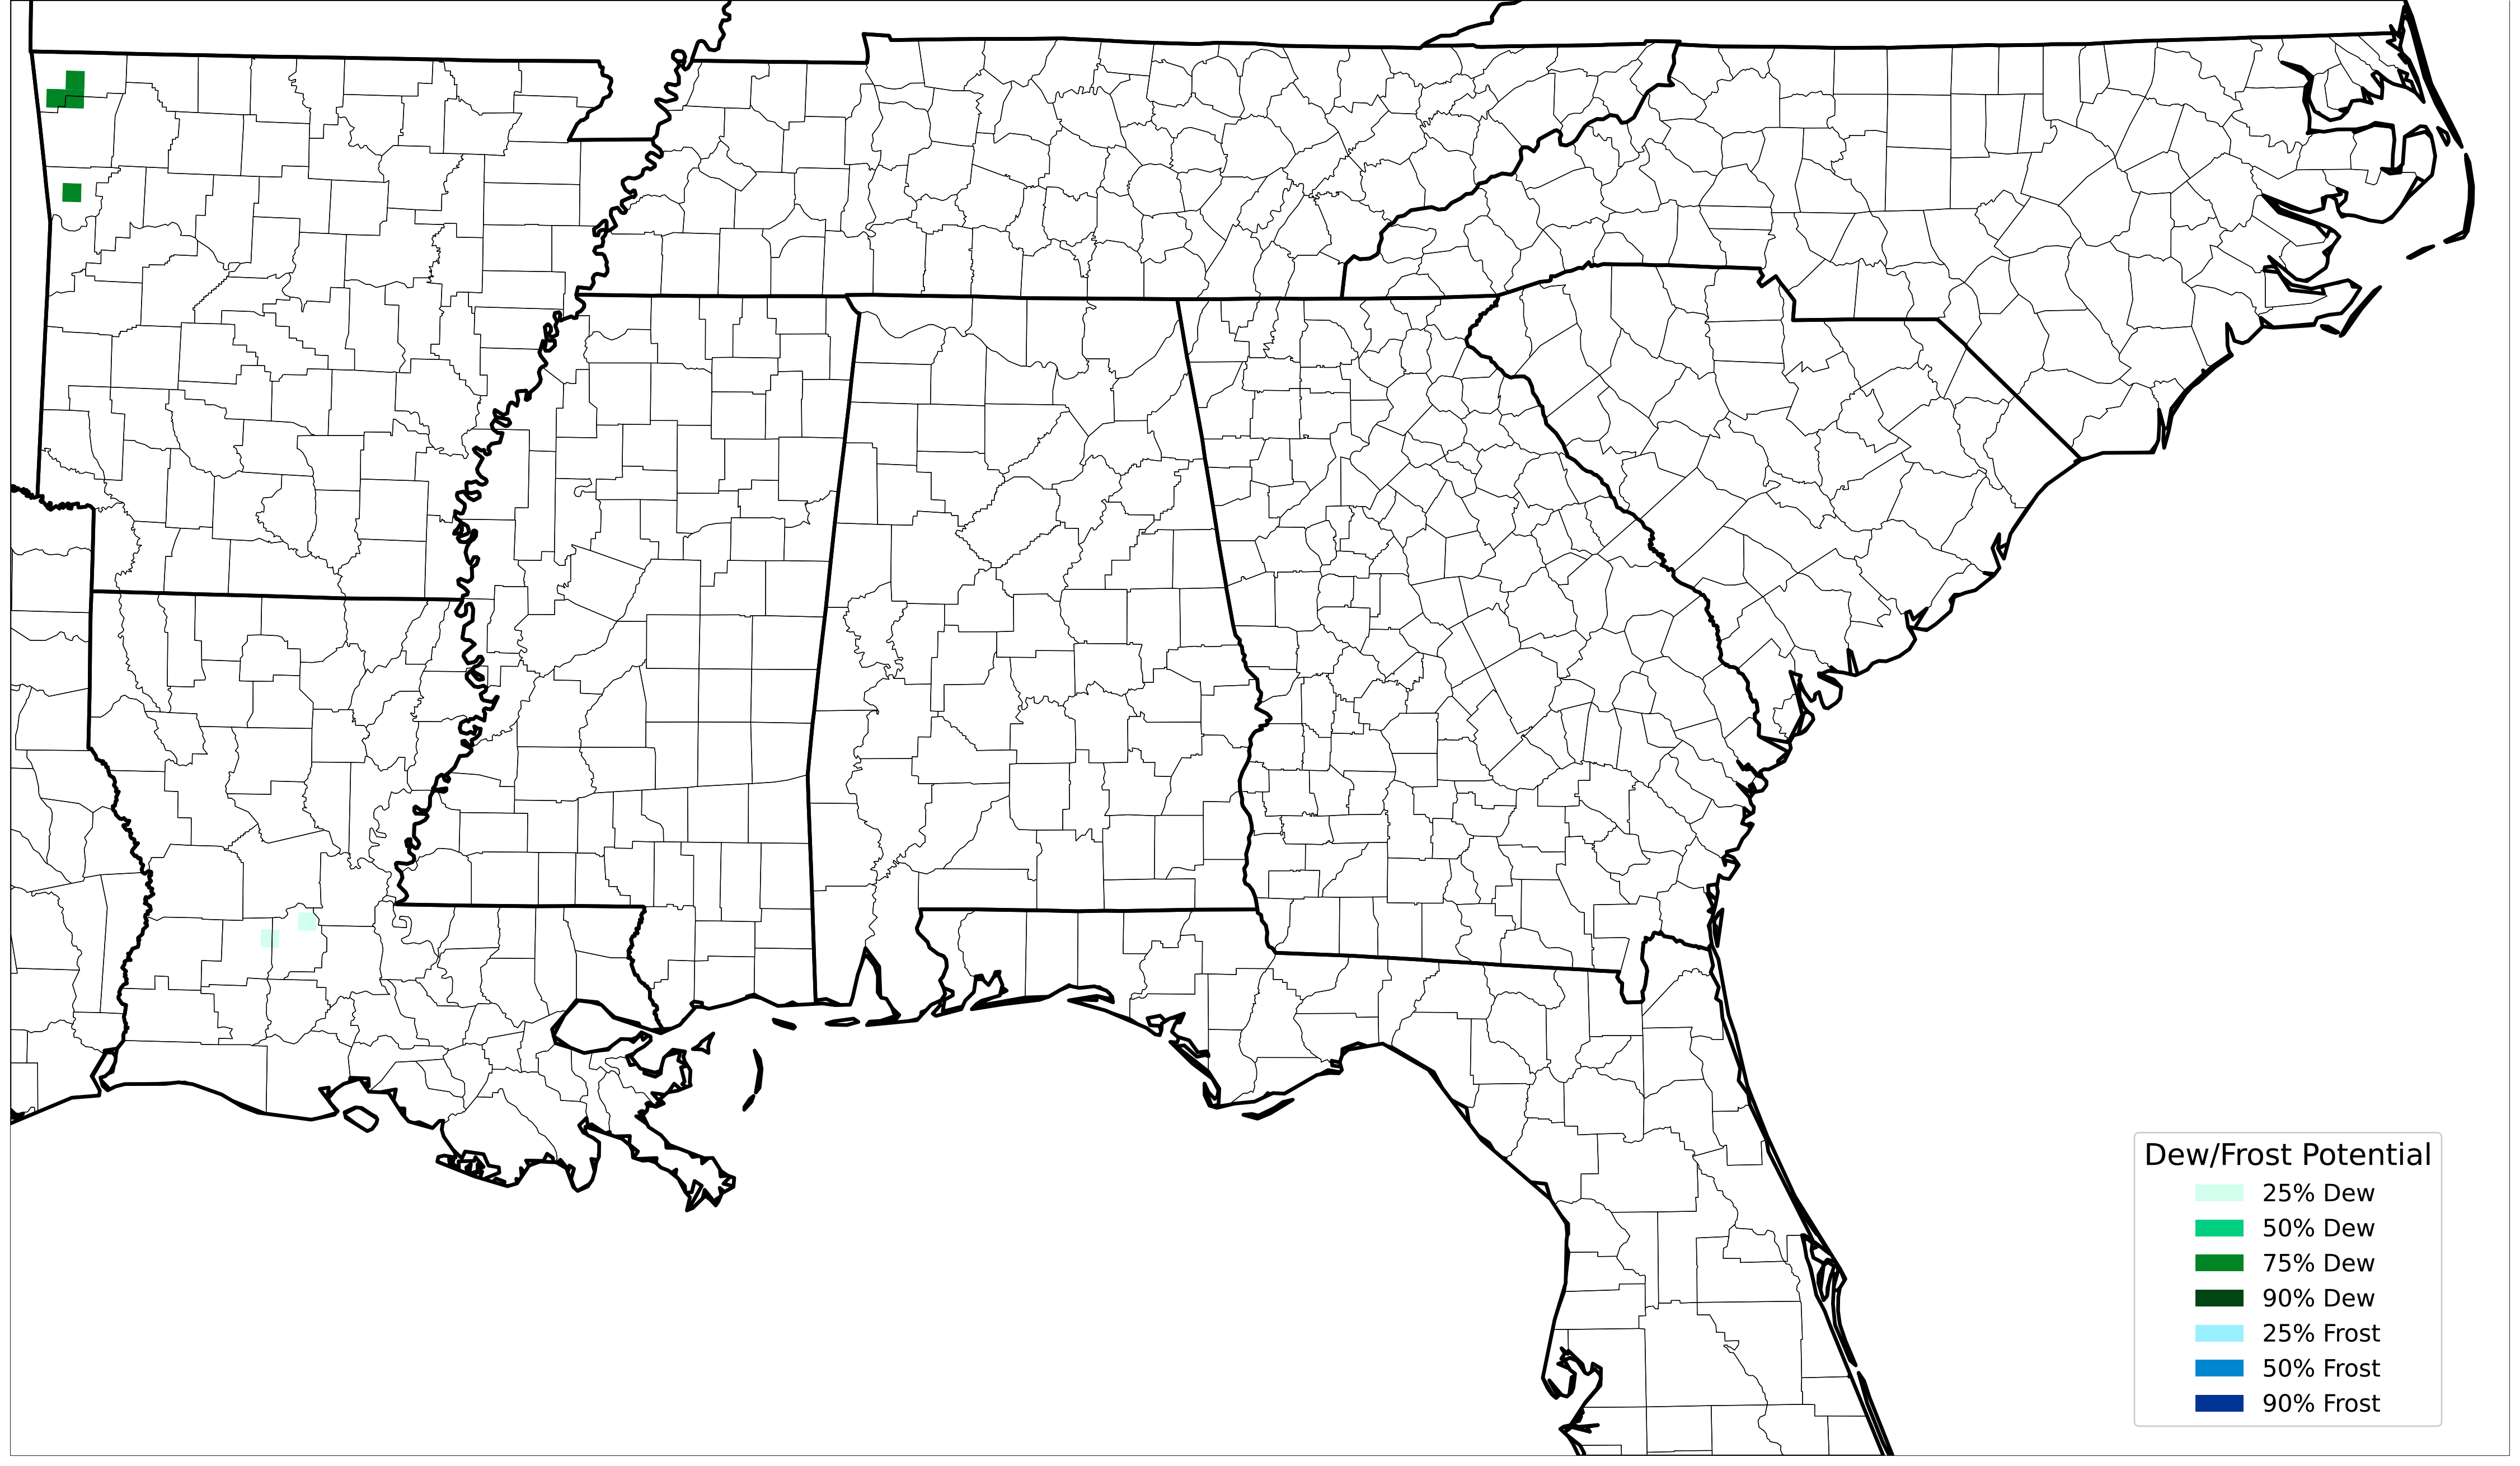 Dew/Frost Potential
25% Dew
50% Dew
75% Dew
90% Dew
25% Frost
50% Frost
90% Frost